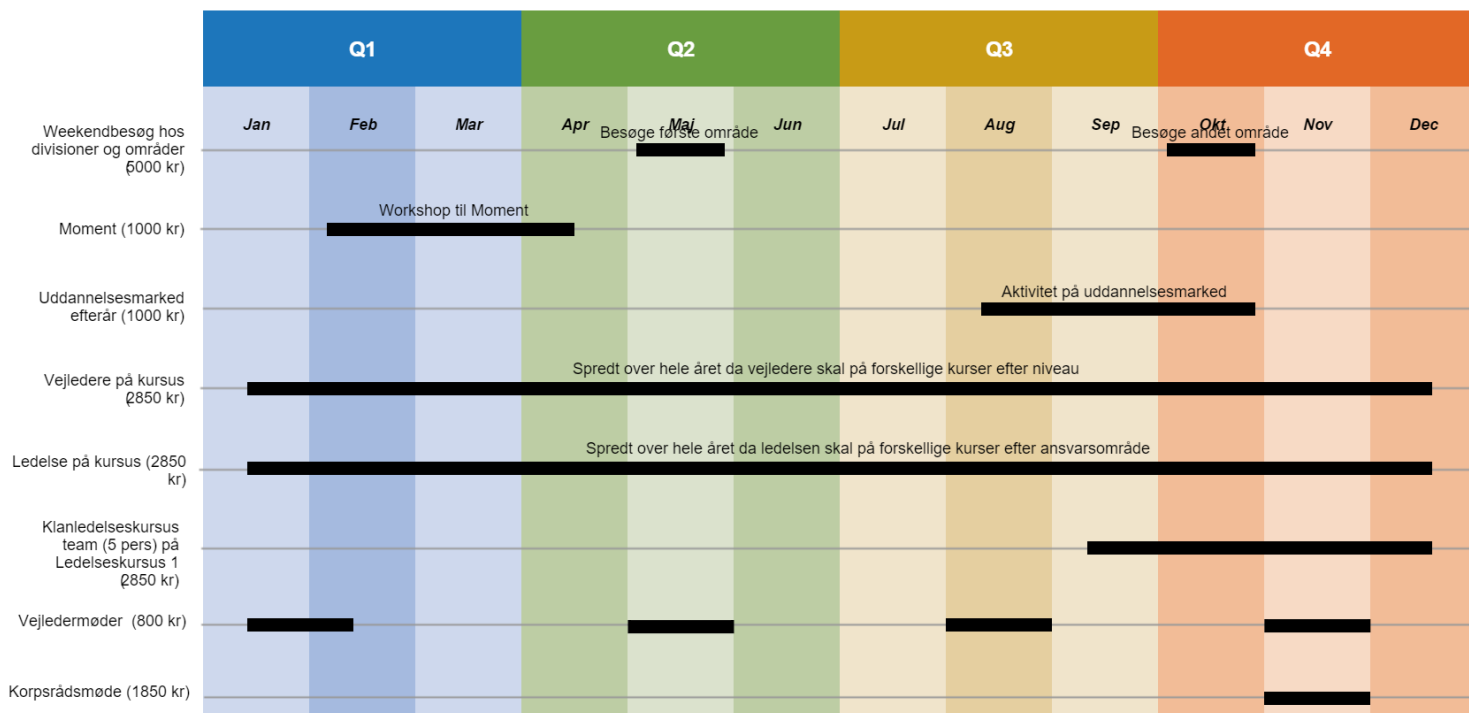 Q1 Q2 Q3 Q4
Jan Feb Mar Apr Maj Jun Jul Aug Sep Okt Nov Dec
Weekendbesøg hos
divisioner og områder
(5000 kr)
Besøge første område
Besøge andet område
Moment (1000 kr)
Workshop til Moment
Uddannelsesmarked
efterår (1000 kr)
Aktivitet på uddannelsesmarked
Vejledere på kursus
(2850 kr)
Spredt over hele året da vejledere skal på forskellige kurser efter niveau
Ledelse på kursus (2850
kr)
Spredt over hele året da ledelsen skal på forskellige kurser efter ansvarsområde
Klanledelseskursus
team (5 pers) på
Ledelseskursus 1
(2850 kr)
Vejledermøder (800 kr)
Korpsrådsmøde (1850 kr)